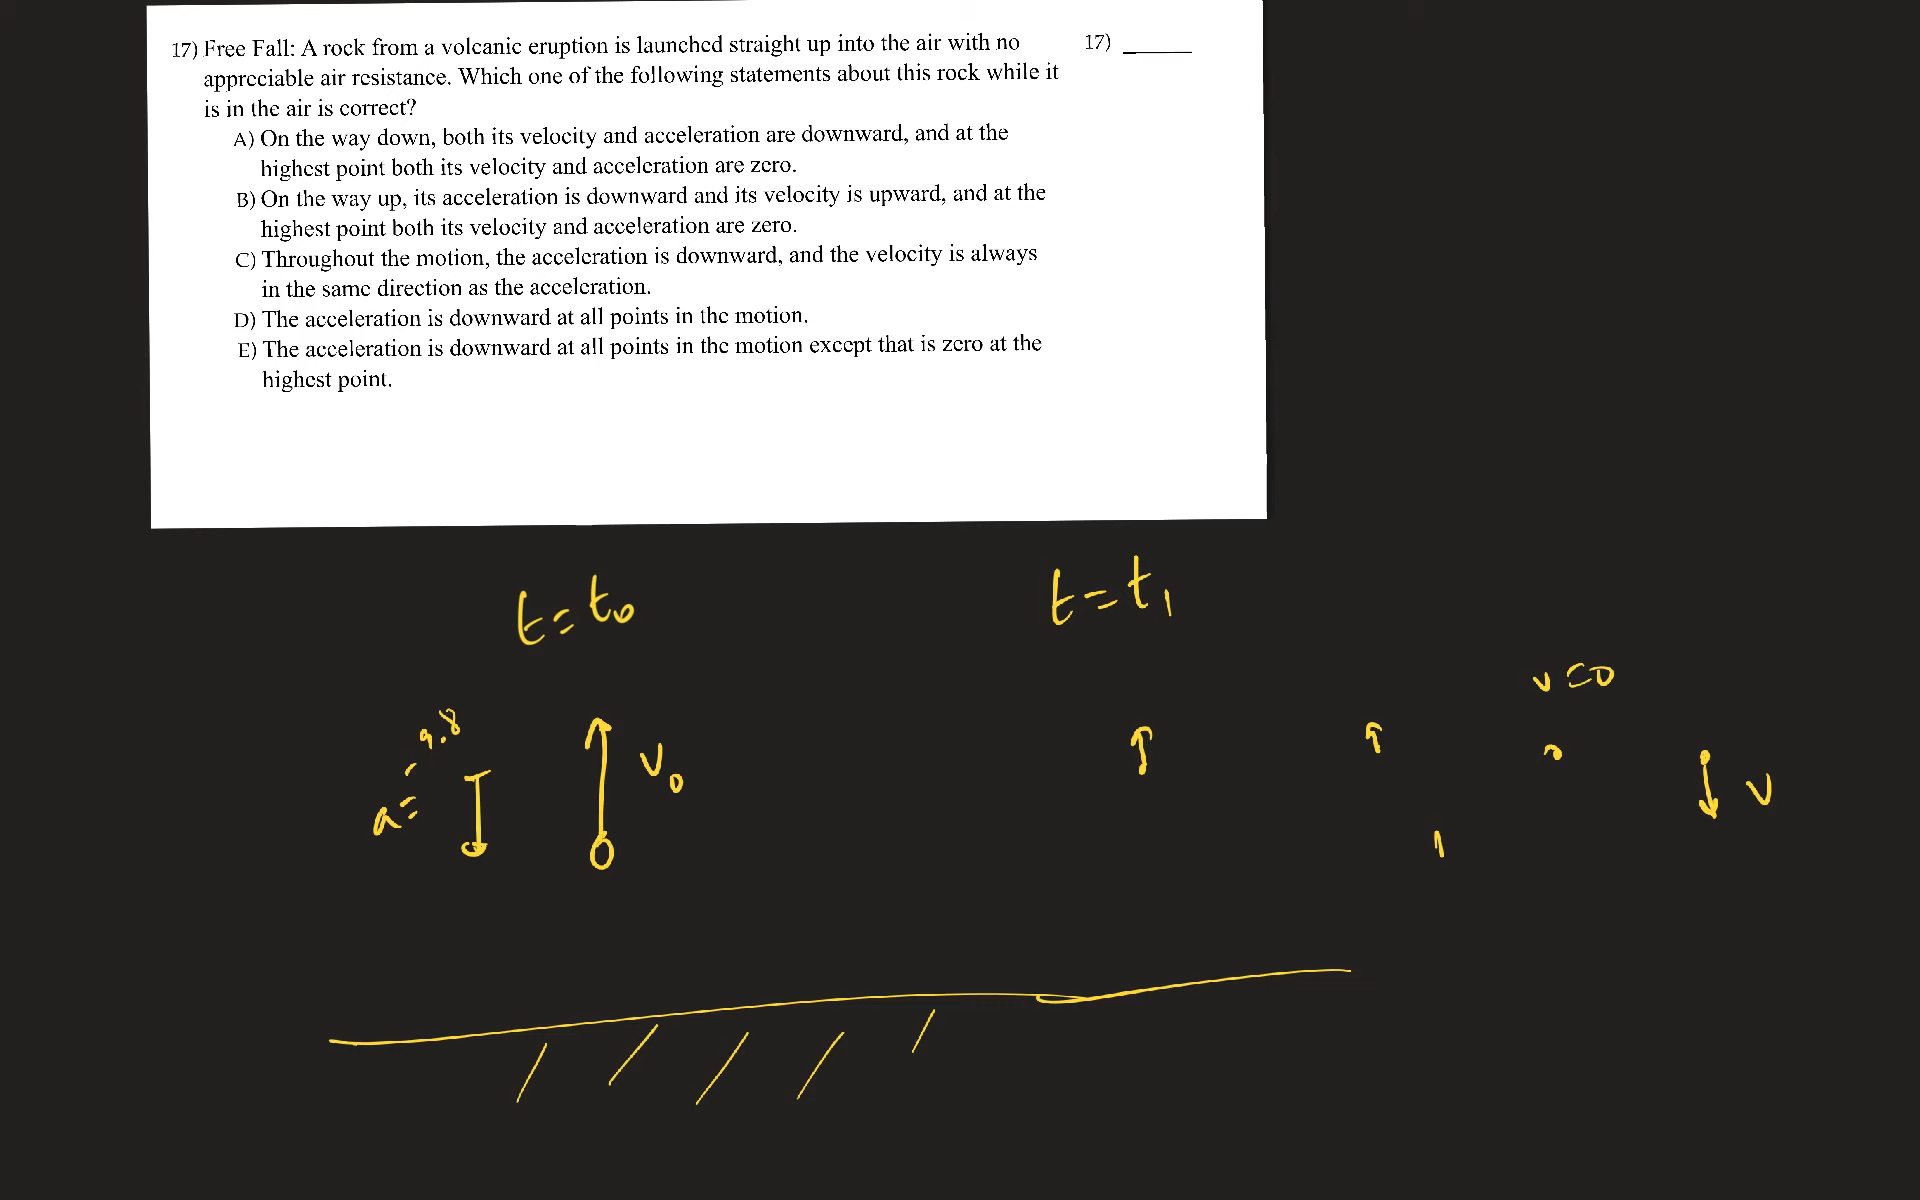 17) Free Fall: A rock from a volcanic eruption is launched straight up into the air with no
17) ______
appreciable air resistance. Which one of the following statements about this rock while it
is in the air is correct?
A) On the way down, both its velocity and acceleration are downward, and at the
highest point both its velocity and acceleration are zero.
B) On the way up, its acceleration is downward and its velocity is upward, and at the
highest point both its velocity and acceleration are zero.
C) Throughout the motion, the acceleration is downward, and the velocity is always
in the same direction as the acceleration.
D) The acceleration is downward at all points in the motion.
E) The acceleration is downward at all points in the motion except that is zero at the
highest point.
t = t₀
t = t₁
v = 0
a = - 9.8
V₀
V